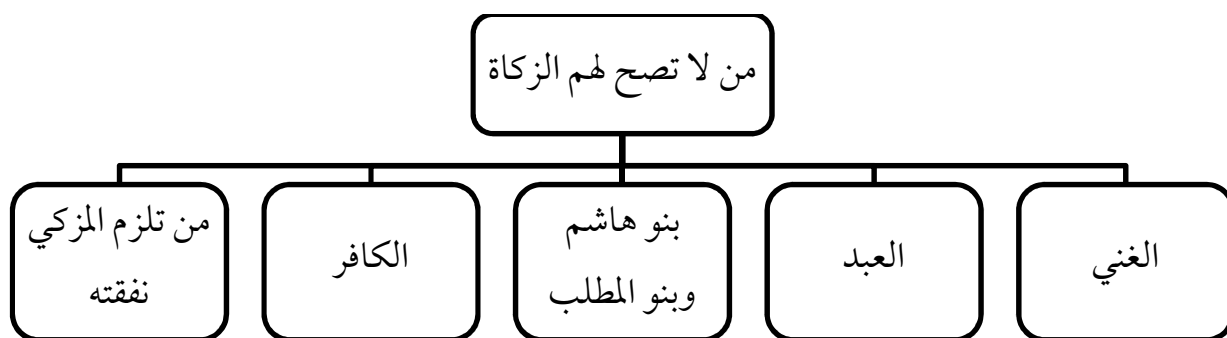 من لا تصح لهم الزكاة
الغني
العبد
بنو هاشم
وبنو المطلب
الكافر
من تلزم المزكي
نفقته